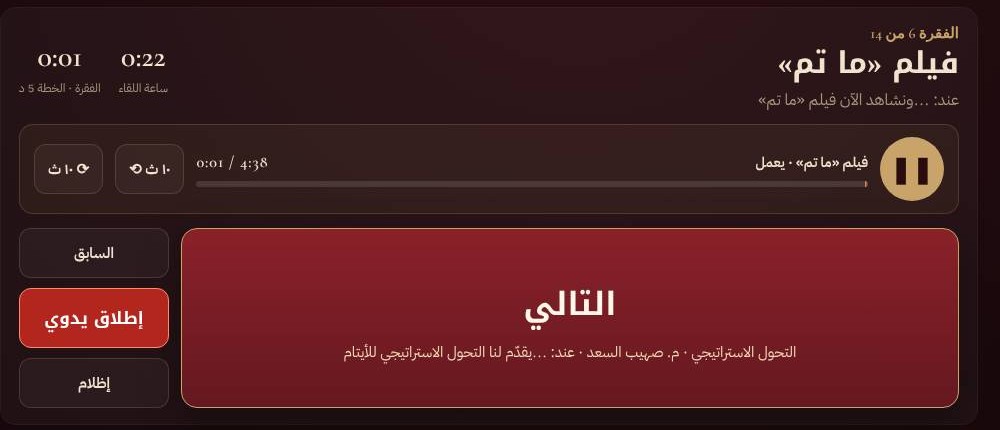 الفقرة 6 من 14
فيلم «ما تم»
عند: ...ونشاهد الآن فيلم «ما تم»
0:22
ساعة اللقاء
0:01
الفقرة · الخطة 5 د
فيلم «ما تم» · يعمل
0:01 / 4:38
⟲ ١٠ ث
⟳ ١٠ ث
التالي
التحول الاستراتيجي · م. صهيب السعد · عند: ...يقدّم لنا التحول الاستراتيجي للأيتام
السابق
إطلاق يدوي
إظلام